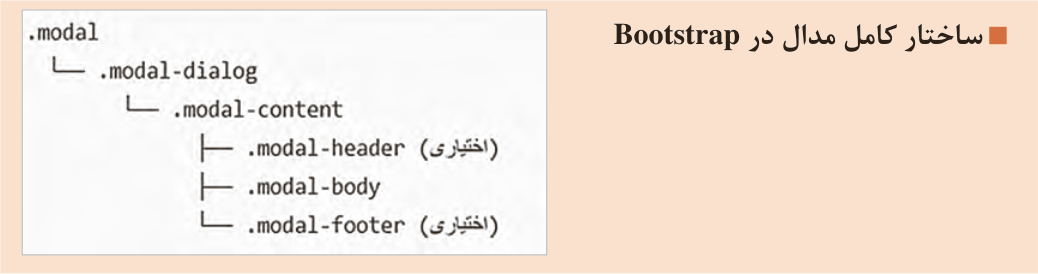 ■ ساختار کامل مدال در Bootstrap
.modal
└── .modal-dialog
└── .modal-content
├── .modal-header (اختیاری)
├── .modal-body
└── .modal-footer (اختیاری)